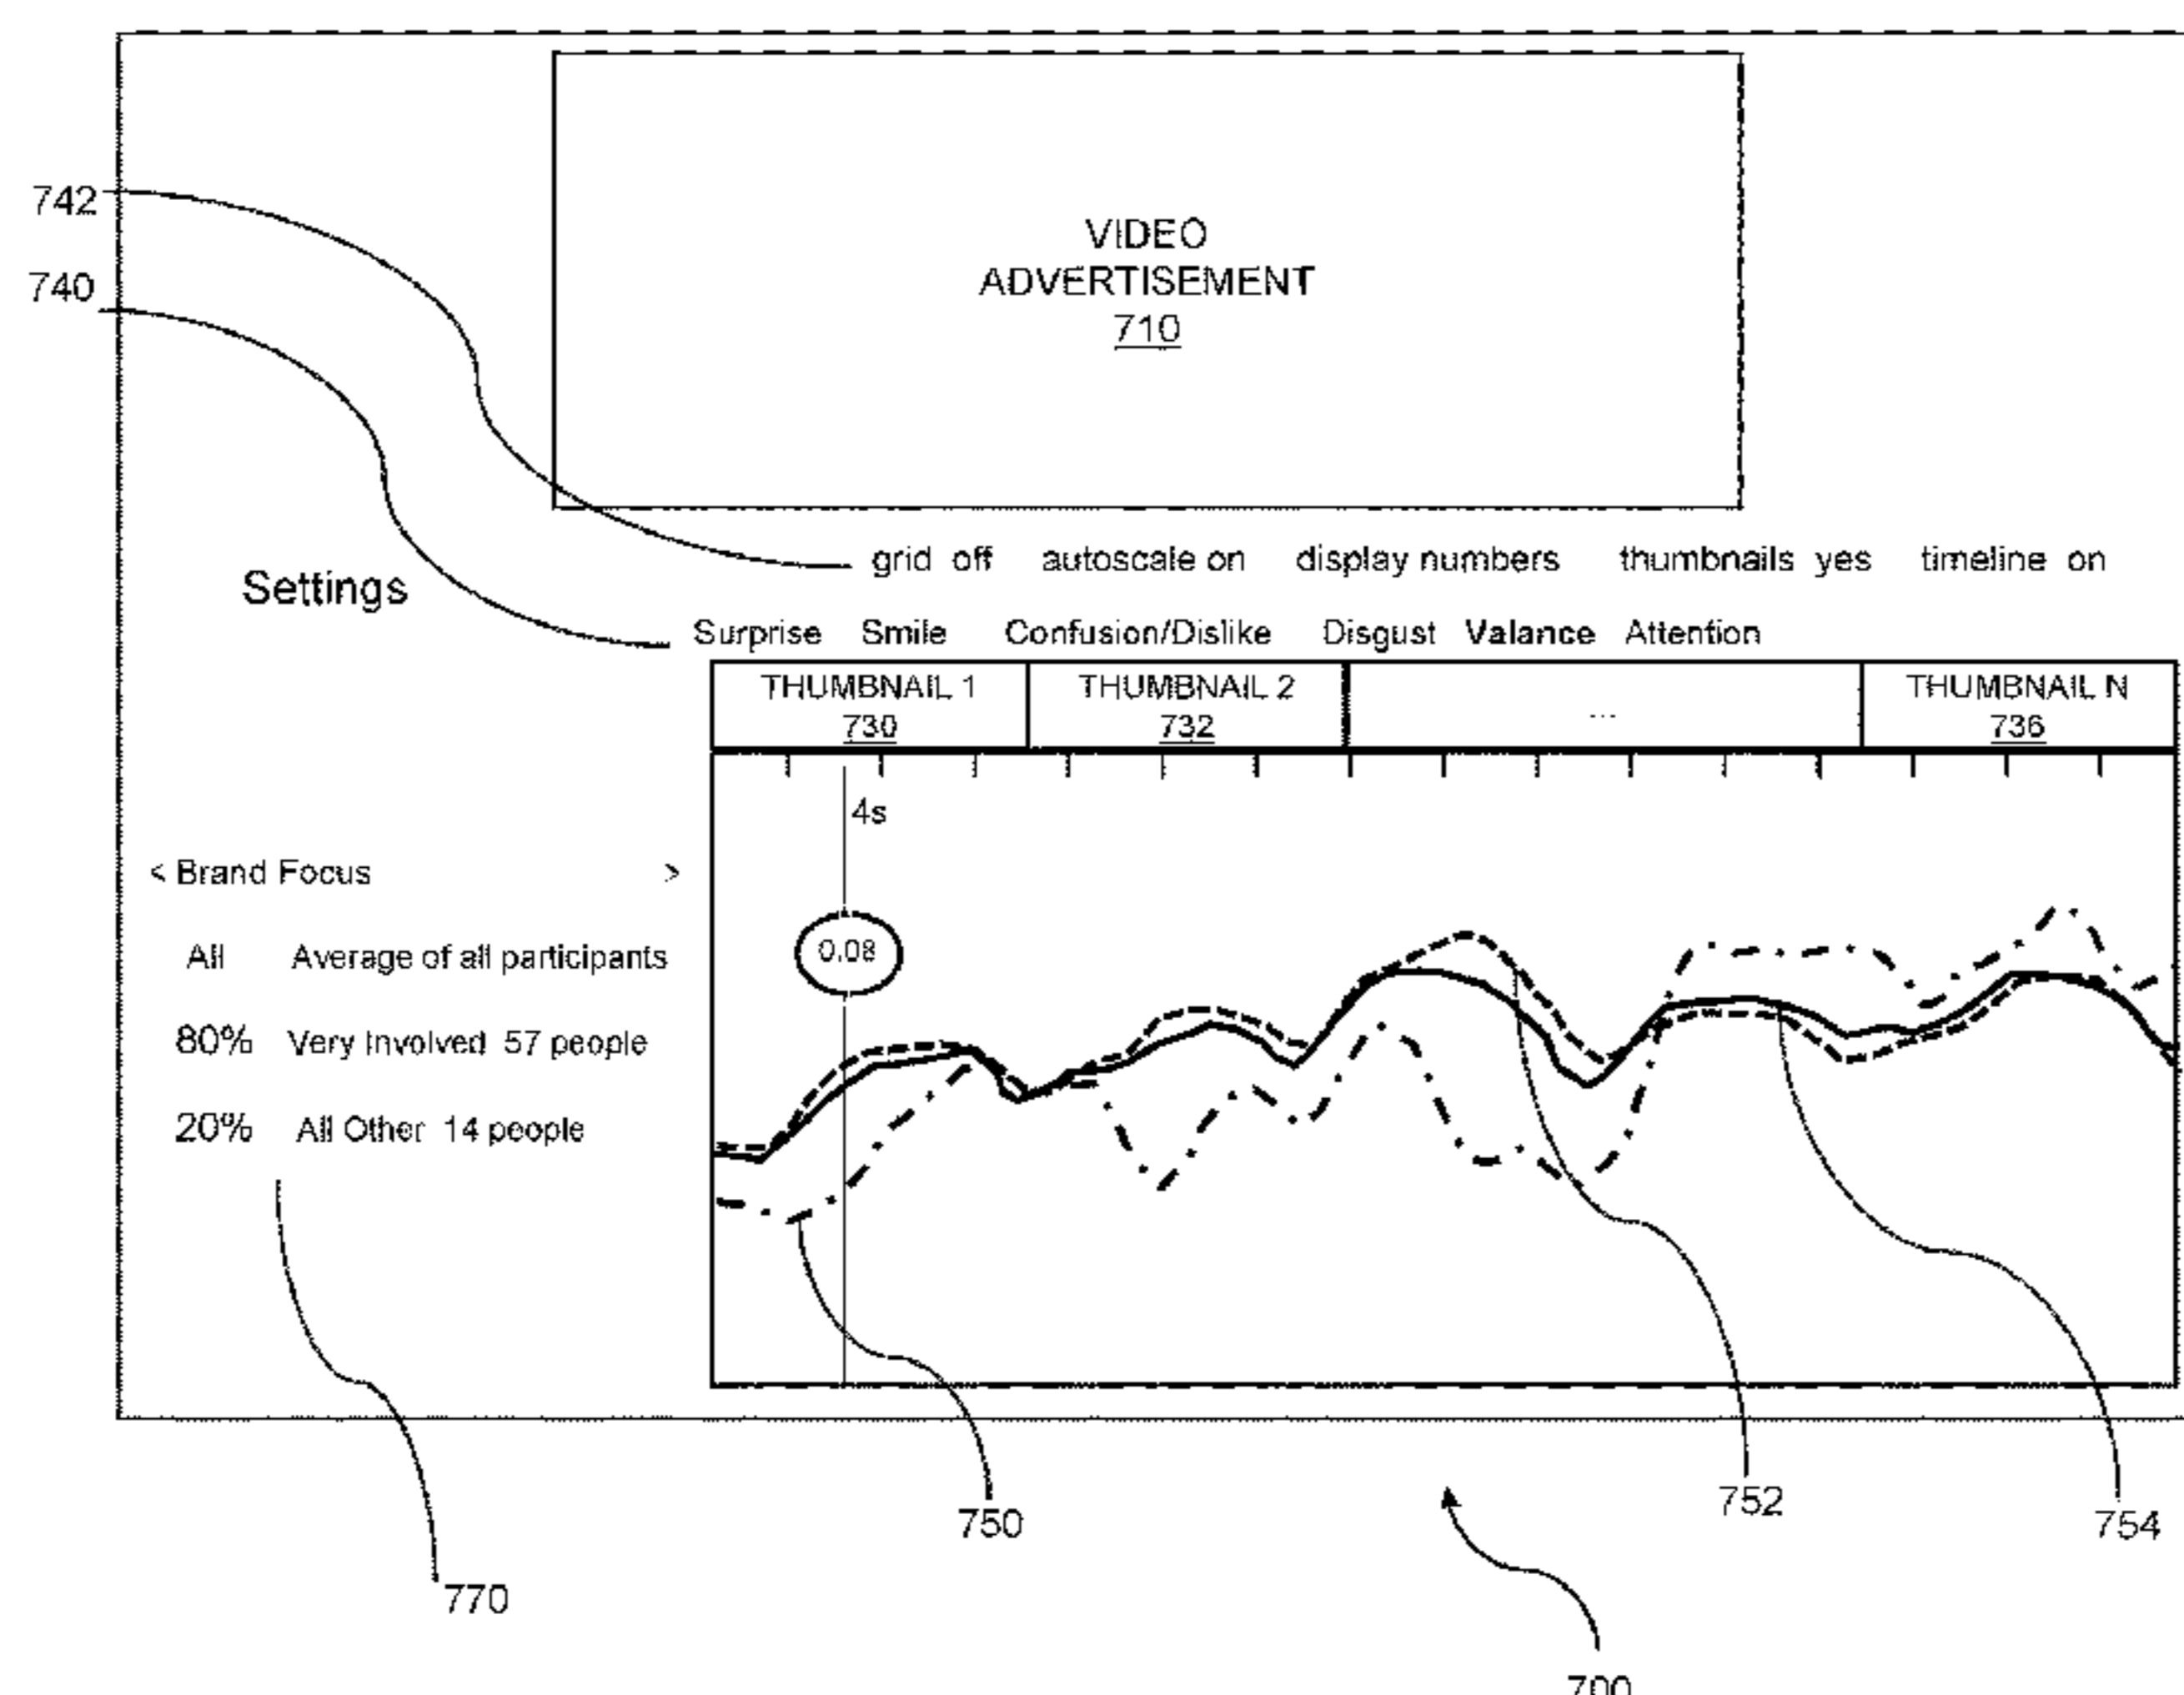 VIDEO
ADVERTISEMENT
710
742
740
grid off autoscale on display numbers thumbnails yes timeline on
Settings
Surprise Smile Confusion/Dislike Disgust Valance Attention
THUMBNAIL 1 THUMBNAIL 2 ... THUMBNAIL N
730 732 736
4s
< Brand Focus >
All Average of all participants
0.08
80% Very Involved 57 people
20% All Other 14 people
750
752
754
770
700